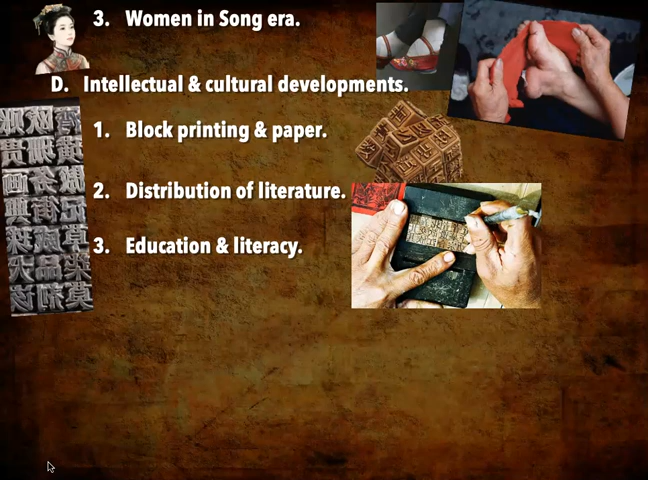 3. Women in Song era.
D. Intellectual & cultural developments.
1. Block printing & paper.
2. Distribution of literature.
3. Education & literacy.